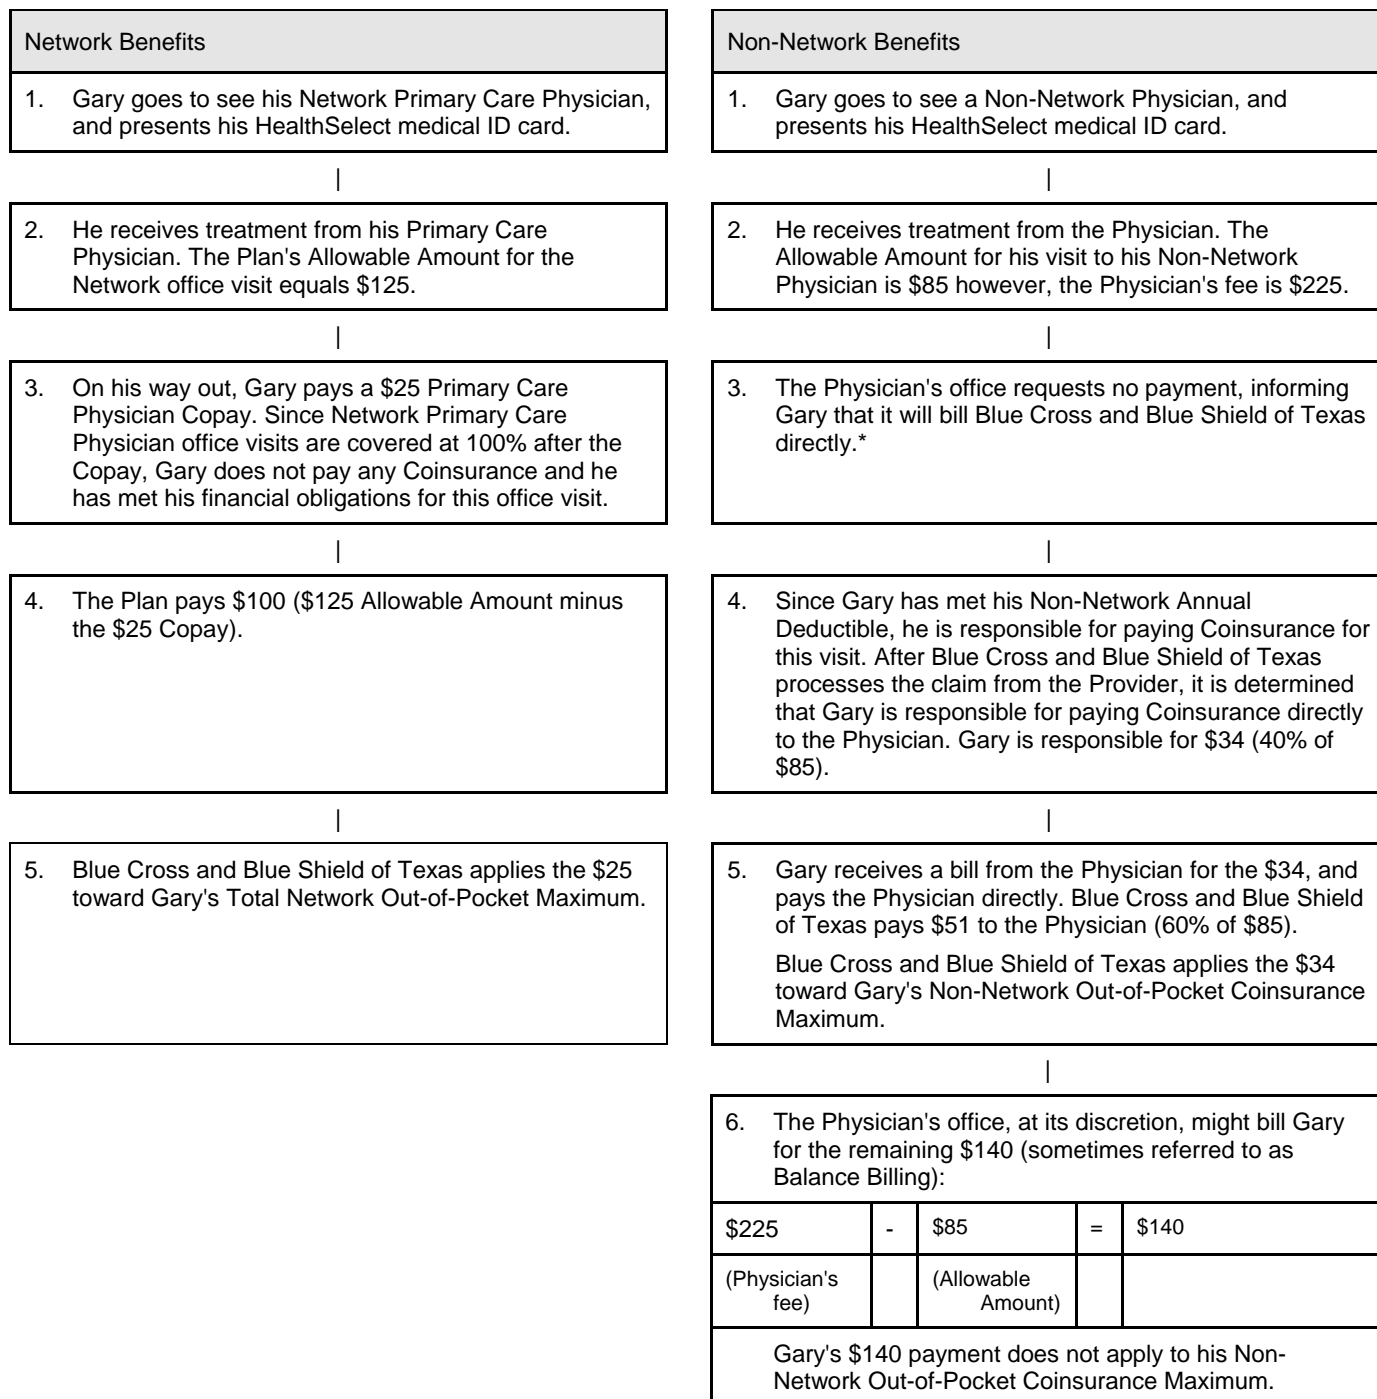 Network Benefits
1. Gary goes to see his Network Primary Care Physician,
and presents his HealthSelect medical ID card.
|
2. He receives treatment from his Primary Care
Physician. The Plan's Allowable Amount for the
Network office visit equals $125.
|
3. On his way out, Gary pays a $25 Primary Care
Physician Copay. Since Network Primary Care
Physician office visits are covered at 100% after the
Copay, Gary does not pay any Coinsurance and he
has met his financial obligations for this office visit.
|
4. The Plan pays $100 ($125 Allowable Amount minus
the $25 Copay).
|
5. Blue Cross and Blue Shield of Texas applies the $25
toward Gary's Total Network Out-of-Pocket Maximum.
Non-Network Benefits
1. Gary goes to see a Non-Network Physician, and
presents his HealthSelect medical ID card.
|
2. He receives treatment from the Physician. The
Allowable Amount for his visit to his Non-Network
Physician is $85 however, the Physician's fee is $225.
|
3. The Physician's office requests no payment, informing
Gary that it will bill Blue Cross and Blue Shield of Texas
directly.*
|
4. Since Gary has met his Non-Network Annual
Deductible, he is responsible for paying Coinsurance for
this visit. After Blue Cross and Blue Shield of Texas
processes the claim from the Provider, it is determined
that Gary is responsible for paying Coinsurance directly
to the Physician. Gary is responsible for $34 (40% of
$85).
|
5. Gary receives a bill from the Physician for the $34, and
pays the Physician directly. Blue Cross and Blue Shield
of Texas pays $51 to the Physician (60% of $85).
Blue Cross and Blue Shield of Texas applies the $34
toward Gary's Non-Network Out-of-Pocket Coinsurance
Maximum.
|
6. The Physician's office, at its discretion, might bill Gary
for the remaining $140 (sometimes referred to as
Balance Billing):
$225 - $85 = $140
(Physician's (Allowable
fee) Amount)
Gary's $140 payment does not apply to his Non-
Network Out-of-Pocket Coinsurance Maximum.